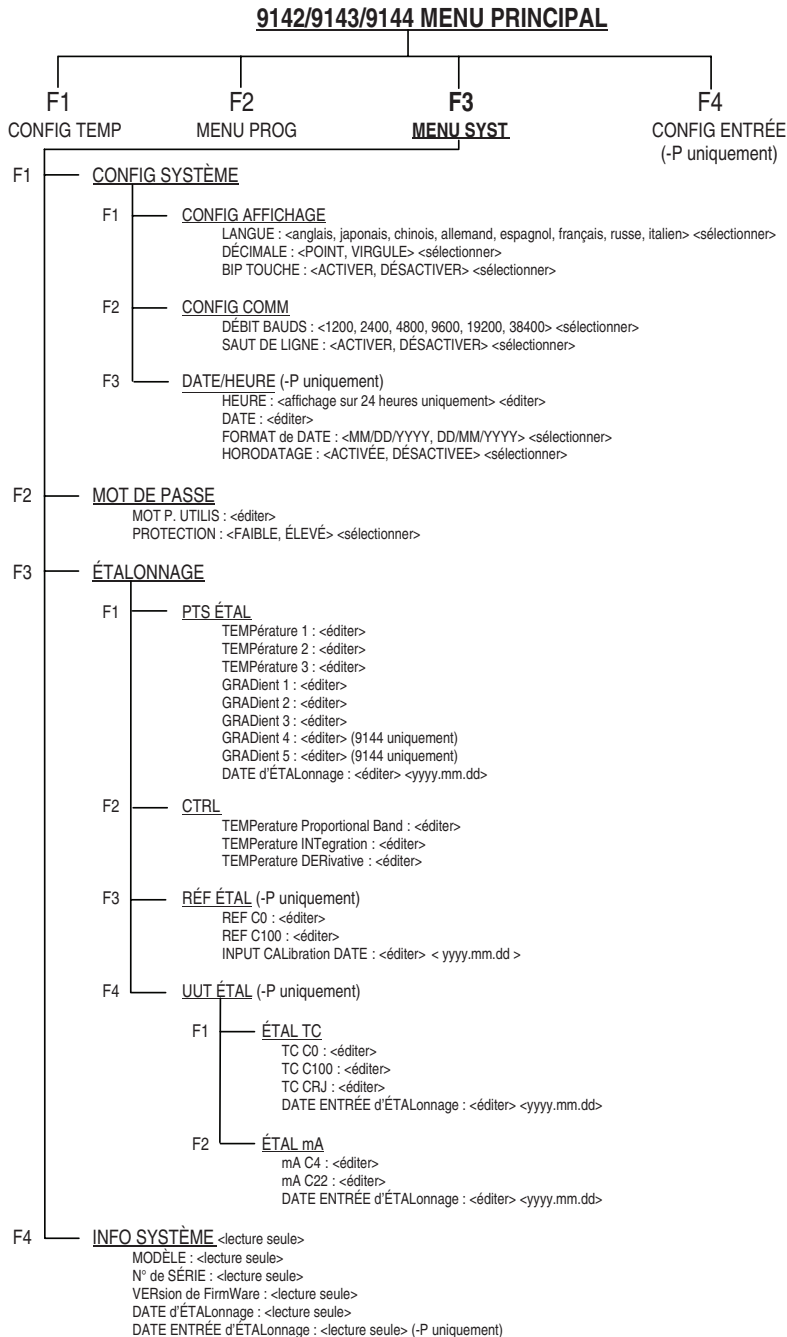 9142/9143/9144 MENU PRINCIPAL
F1 F2 F3 F4
CONFIG TEMP MENU PROG MENU SYST CONFIG ENTRÉE
(-P uniquement)
F1 CONFIG SYSTÈME
F1 CONFIG AFFICHAGE
LANGUE : <anglais, japonais, chinois, allemand, espagnol, français, russe, italien> <sélectionner>
DÉCIMALE : <POINT, VIRGULE> <sélectionner>
BIP TOUCHE : <ACTIVER, DÉSACTIVER> <sélectionner>
F2 CONFIG COMM
DÉBIT BAUDS : <1200, 2400, 4800, 9600, 19200, 38400> <sélectionner>
SAUT DE LIGNE : <ACTIVER, DÉSACTIVER> <sélectionner>
F3 DATE/HEURE (-P uniquement)
HEURE : <affichage sur 24 heures uniquement> <éditer>
DATE : <éditer>
FORMAT de DATE : <MM/DD/YYYY, DD/MM/YYYY> <sélectionner>
HORODATAGE : <ACTIVÉE, DÉSACTIVEE> <sélectionner>
F2 MOT DE PASSE
MOT P. UTILIS : <éditer>
PROTECTION : <FAIBLE, ÉLEVÉ> <sélectionner>
F3 ÉTALONNAGE
F1 PTS ÉTAL
TEMPérature 1 : <éditer>
TEMPérature 2 : <éditer>
TEMPérature 3 : <éditer>
GRADient 1 : <éditer>
GRADient 2 : <éditer>
GRADient 3 : <éditer>
GRADient 4 : <éditer> (9144 uniquement)
GRADient 5 : <éditer> (9144 uniquement)
DATE d'ÉTALonnage : <éditer> <yyyy.mm.dd>
F2 CTRL
TEMPerature Proportional Band : <éditer>
TEMPerature INTegration : <éditer>
TEMPerature DERivative : <éditer>
F3 RÉF ÉTAL (-P uniquement)
REF C0 : <éditer>
REF C100 : <éditer>
INPUT CALibration DATE : <éditer> < yyyy.mm.dd >
F4 UUT ÉTAL (-P uniquement)
F1 ÉTAL TC
TC C0 : <éditer>
TC C100 : <éditer>
TC CRJ : <éditer>
DATE ENTRÉE d'ÉTALonnage : <éditer> <yyyy.mm.dd>
F2 ÉTAL mA
mA C4 : <éditer>
mA C22 : <éditer>
DATE ENTRÉE d'ÉTALonnage : <éditer> <yyyy.mm.dd>
F4 INFO SYSTÈME <lecture seule>
MODÈLE : <lecture seule>
N° de SÉRIE : <lecture seule>
VERsion de FirmWare : <lecture seule>
DATE d'ÉTALonnage : <lecture seule>
DATE ENTRÉE d'ÉTALonnage : <lecture seule> (-P uniquement)